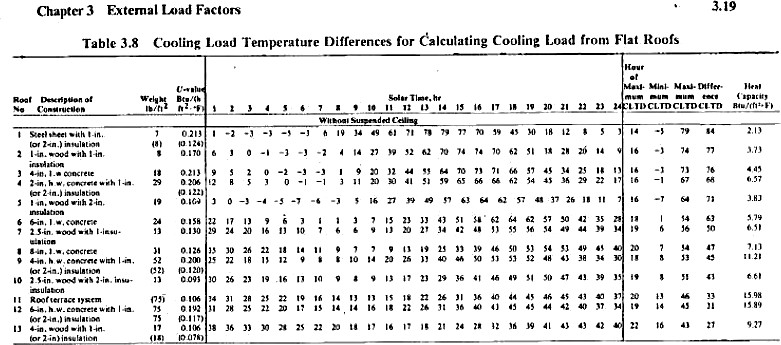 Chapter 3 External Load Factors 3.19
Table 3.8 Cooling Load Temperature Differences for Calculating Cooling Load from Flat Roofs
Hour
of
U-value Maxi- Mini- Maxi- Differ- Heat
Roof Description of Weight Btu/(h Solar Time, hr mum mum mum ence Capacity
No Construction lb/ft² ft²·°F) 1 2 3 4 5 6 7 8 9 10 11 12 13 14 15 16 17 18 19 20 21 22 23 24 CLTD CLTD CLTD CLTD Btu/(ft²·F)
Without Suspended Ceiling
1 Steel sheet with 1-in. 7 0.213 1 -2 -3 -3 -5 -3 6 19 34 49 61 71 78 79 77 70 59 45 30 18 12 8 5 3 14 -5 79 84 2.13
(or 2-in.) insulation (8) (0.124)
2 1-in. wood with 1-in. 8 0.170 6 3 0 -1 -3 -3 -2 4 14 27 39 52 62 70 74 74 70 62 51 38 28 20 14 9 16 -3 74 77 3.73
insulation
3 4-in. l.w. concrete 18 0.213 9 5 2 0 -2 -3 -3 1 9 20 32 44 55 64 70 73 71 66 57 45 34 25 18 13 16 -3 73 76 4.45
4 2-in. h.w. concrete with 1-in. 29 0.206 12 8 5 3 0 -1 -1 3 11 20 30 41 51 59 65 66 66 62 54 45 36 29 22 17 16 -1 67 68 6.57
(or 2-in.) insulation (0.122)
5 1-in. wood with 2-in. 19 0.169 3 0 -3 -4 -5 -7 -6 -3 5 16 27 39 49 57 63 64 62 57 48 37 26 18 11 7 16 -7 64 71 3.83
insulation
6 6-in. l.w. concrete 24 0.158 22 17 13 9 6 3 1 1 3 7 15 23 33 43 51 58 62 64 62 57 50 42 35 28 18 1 64 63 5.79
7 2.5-in. wood with 1-in. 13 0.130 29 24 20 16 13 10 7 6 6 9 13 20 27 34 42 48 53 55 56 54 49 44 39 34 19 6 56 50 6.51
insulation
8 8-in. l.w. concrete 31 0.126 35 30 26 22 18 14 11 9 7 7 9 13 19 25 33 39 46 50 53 54 53 49 45 40 20 7 54 47 7.13
9 4-in. h.w. concrete with 1-in. 52 0.200 25 22 18 15 12 9 8 8 10 14 20 26 33 40 46 50 53 53 52 48 43 38 34 30 18 8 53 45 11.21
(or 2-in.) insulation (52) (0.120)
10 2.5-in. wood with 2-in. insu- 13 0.093 30 26 23 19 16 13 10 9 8 9 13 17 23 29 36 41 46 49 51 50 47 43 39 35 19 8 51 43 6.61
insulation
11 Roof terrace system (75) 0.106 34 31 28 25 22 19 16 14 13 13 15 18 22 26 31 36 40 44 45 46 45 43 40 37 20 13 46 33 15.98
12 6-in. h.w. concrete with 1-in. 75 0.192 31 28 25 22 20 17 15 14 14 16 18 22 26 31 36 40 43 45 45 44 42 40 37 34 19 14 45 31 15.89
(or 2-in.) insulation 75 (0.117)
13 4-in. wood with 1-in. 17 0.106 38 36 33 30 28 25 22 20 18 17 16 17 18 21 24 28 32 36 39 41 43 43 42 40 22 16 43 27 9.27
(or 2-in) insulation (18) (0.078)